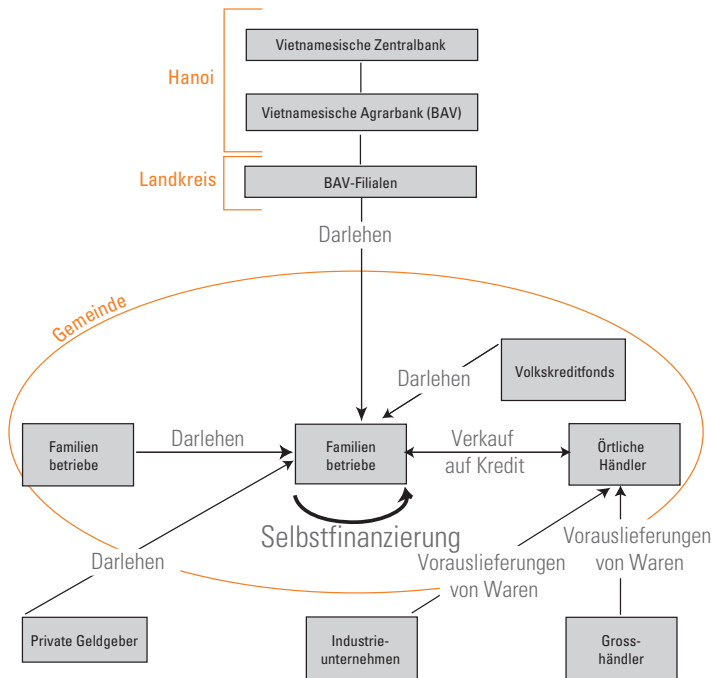 Vietnamesische Zentralbank
Hanoi
Vietnamesische Agrarbank (BAV)
Landkreis
BAV-Filialen
Darlehen
Gemeinde
Volkskreditfonds
Darlehen
Familien
betriebe
Darlehen
Familien
betriebe
Verkauf
auf Kredit
Örtliche
Händler
Selbstfinanzierung
Darlehen
Vorauslieferungen
von Waren
Vorauslieferungen
von Waren
Private Geldgeber
Industrie-
unternehmen
Gross-
händler